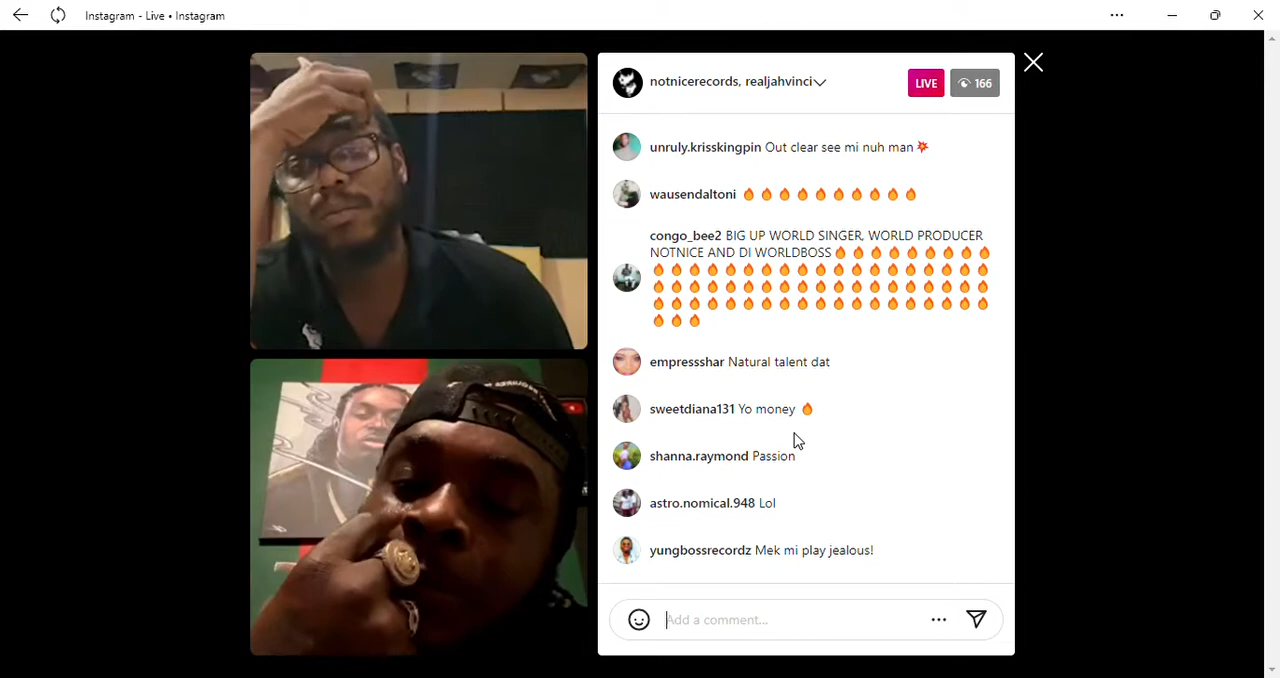 Instagram - Live • Instagram
notnicerecords, realjahvinci
LIVE
166
unruly.krisskingpin Out clear see mi nuh man💥
wausendaltoni 🔥🔥🔥🔥🔥🔥🔥🔥🔥🔥
congo_bee2 BIG UP WORLD SINGER, WORLD PRODUCER
NOTNICE AND DI WORLDBOSS🔥🔥🔥🔥🔥🔥🔥🔥🔥
🔥🔥🔥🔥🔥🔥🔥🔥🔥🔥🔥🔥🔥🔥🔥🔥🔥🔥🔥
🔥🔥🔥🔥🔥🔥🔥🔥🔥🔥🔥🔥🔥🔥🔥🔥🔥🔥🔥
🔥🔥🔥🔥🔥🔥🔥🔥🔥🔥🔥🔥🔥🔥🔥🔥🔥🔥🔥
🔥🔥🔥
empressshar Natural talent dat
sweetdiana131 Yo money 🔥
shanna.raymond Passion
astro.nomical.948 Lol
yungbossrecordz Mek mi play jealous!
Add a comment...